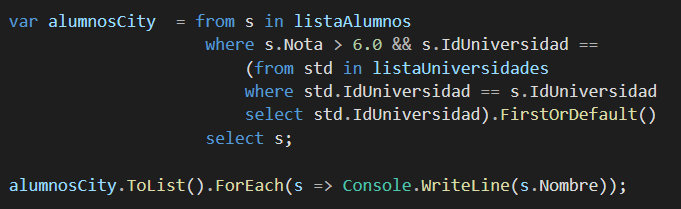 var alumnosCity  = from s in listaAlumnos
                   where s.Nota > 6.0 && s.IdUniversidad ==
                       (from std in listaUniversidades
                       where std.IdUniversidad == s.IdUniversidad
                       select std.IdUniversidad).FirstOrDefault()
                   select s;

alumnosCity.ToList().ForEach(s => Console.WriteLine(s.Nombre));